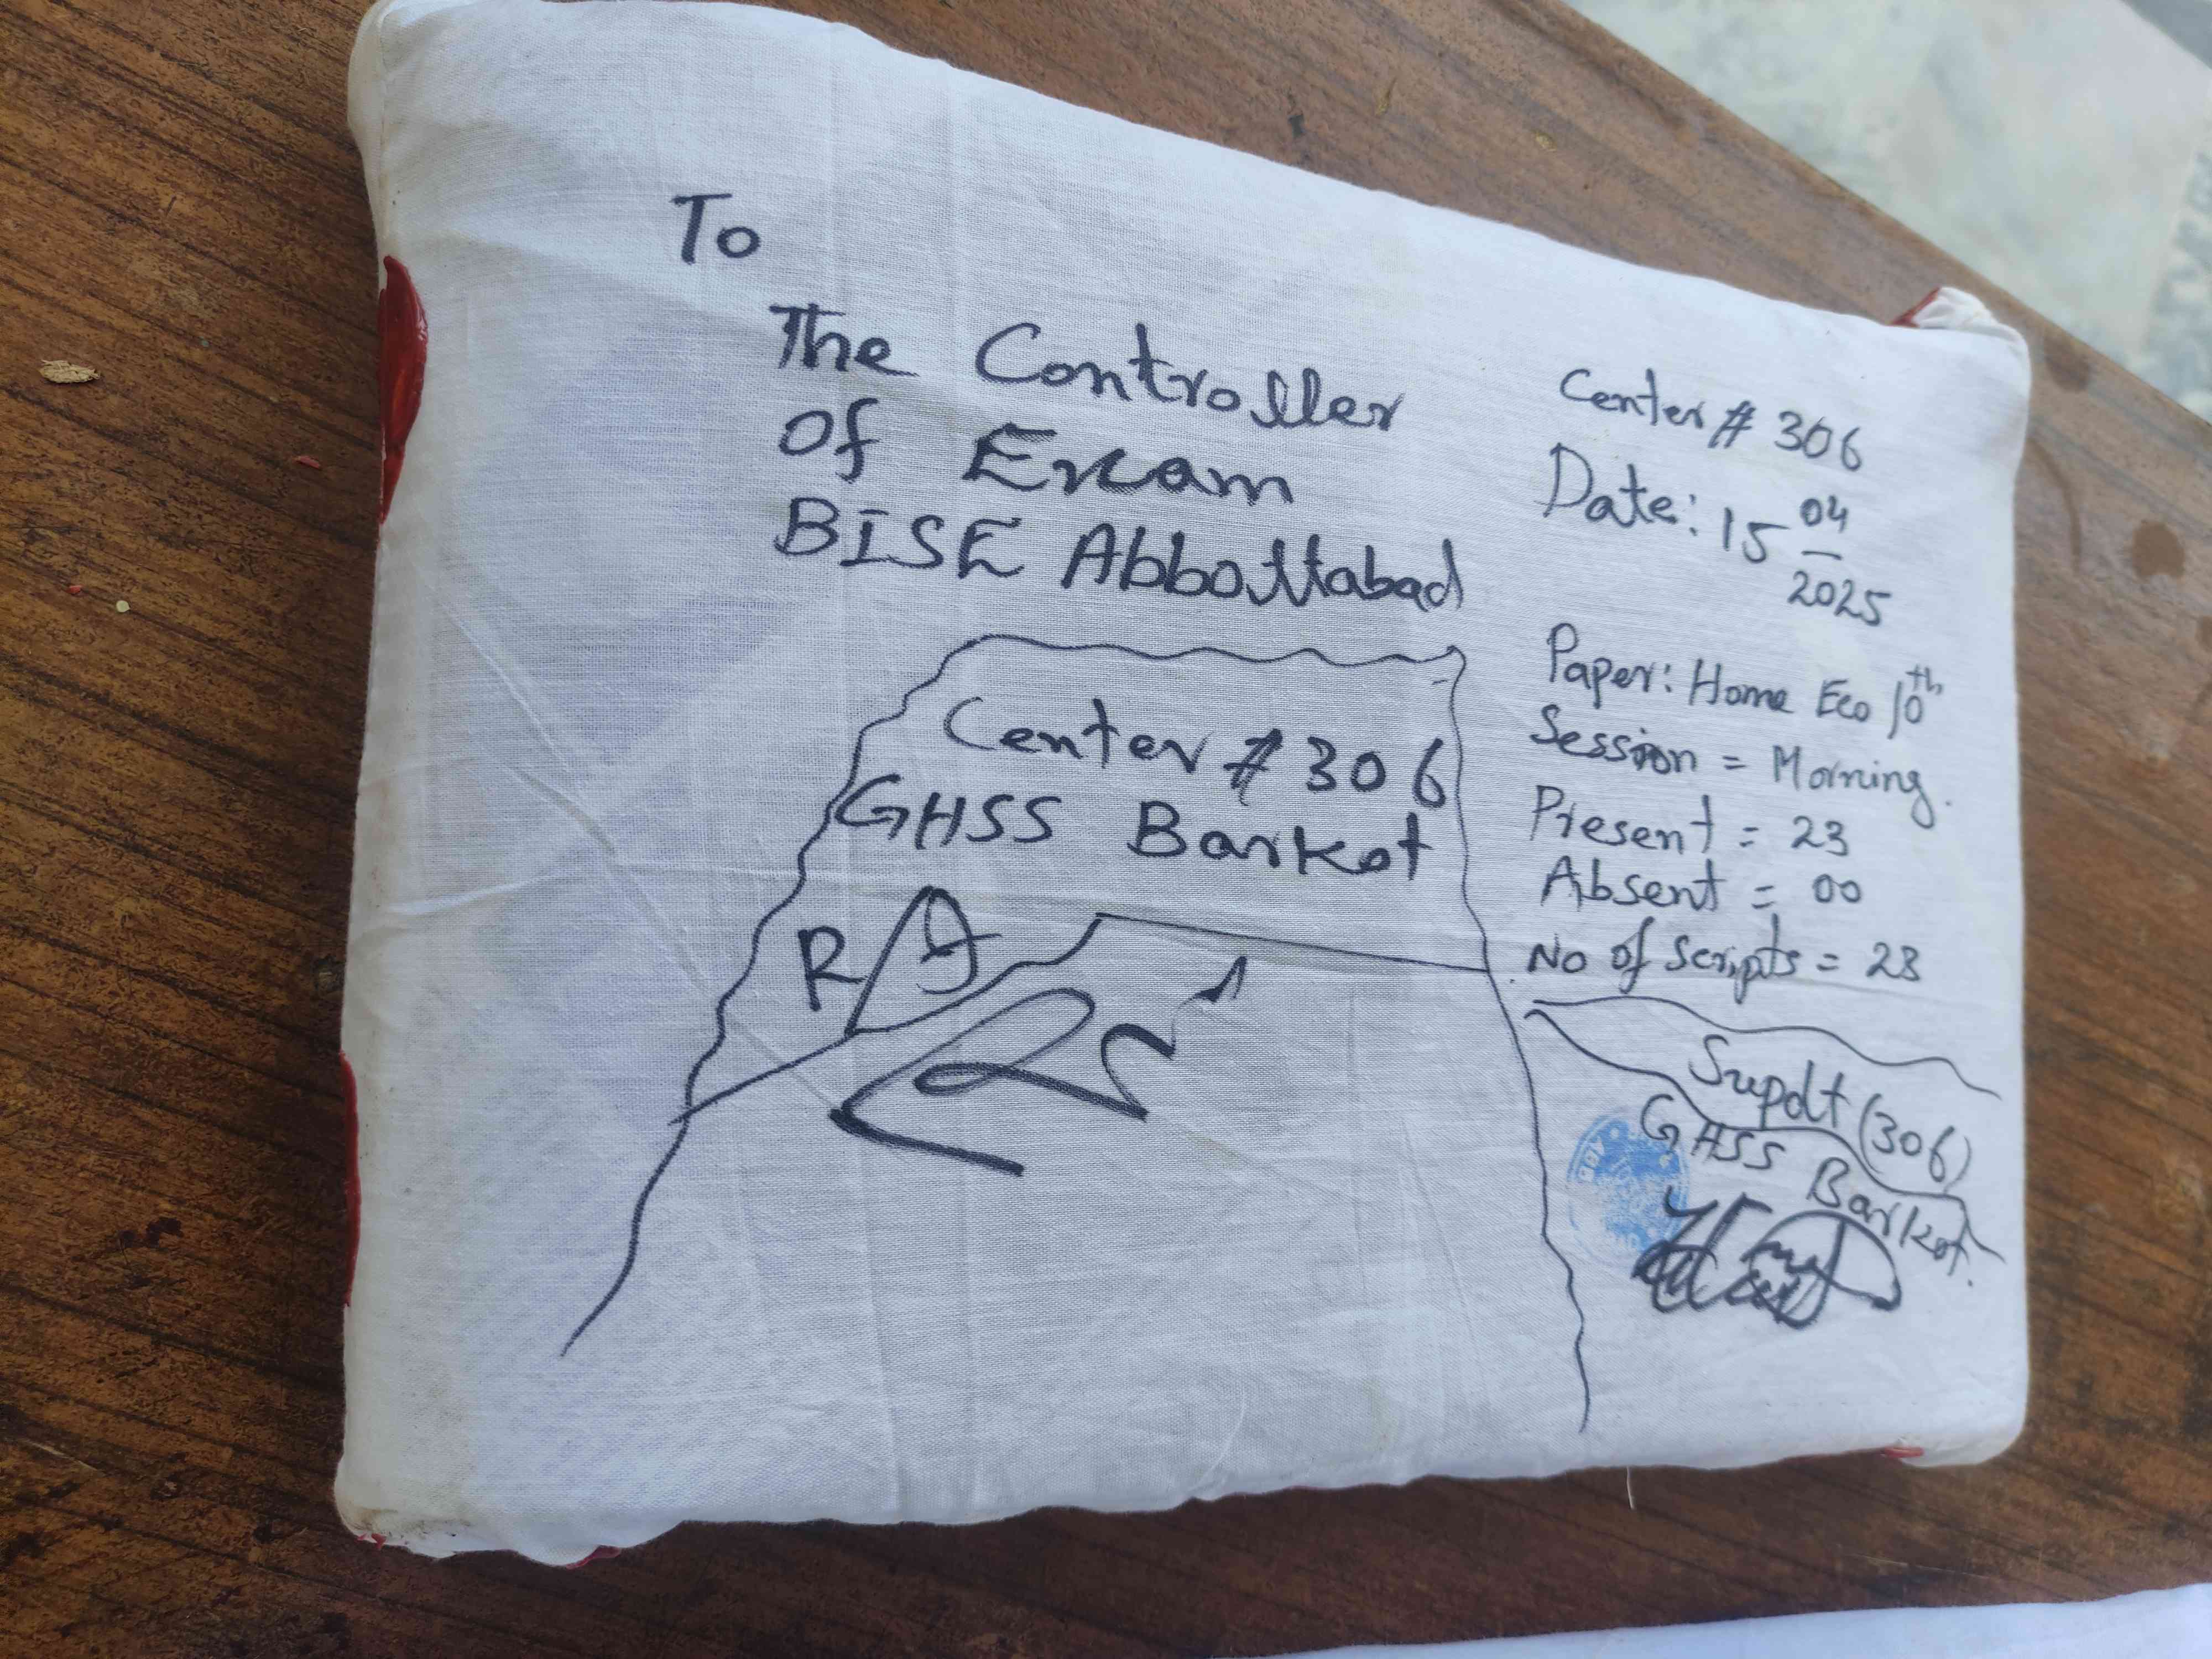 To
The Controller
of Exam
BISE Abbottabad
Center # 306
Date: 15 04
2025
Paper: Home Eco 10th
Session = Morning.
Present = 23
Absent = 00
No of Scripts = 23
Center # 306
GHSS Barkot
R/
Supdt (306)
GHSS Barkot.